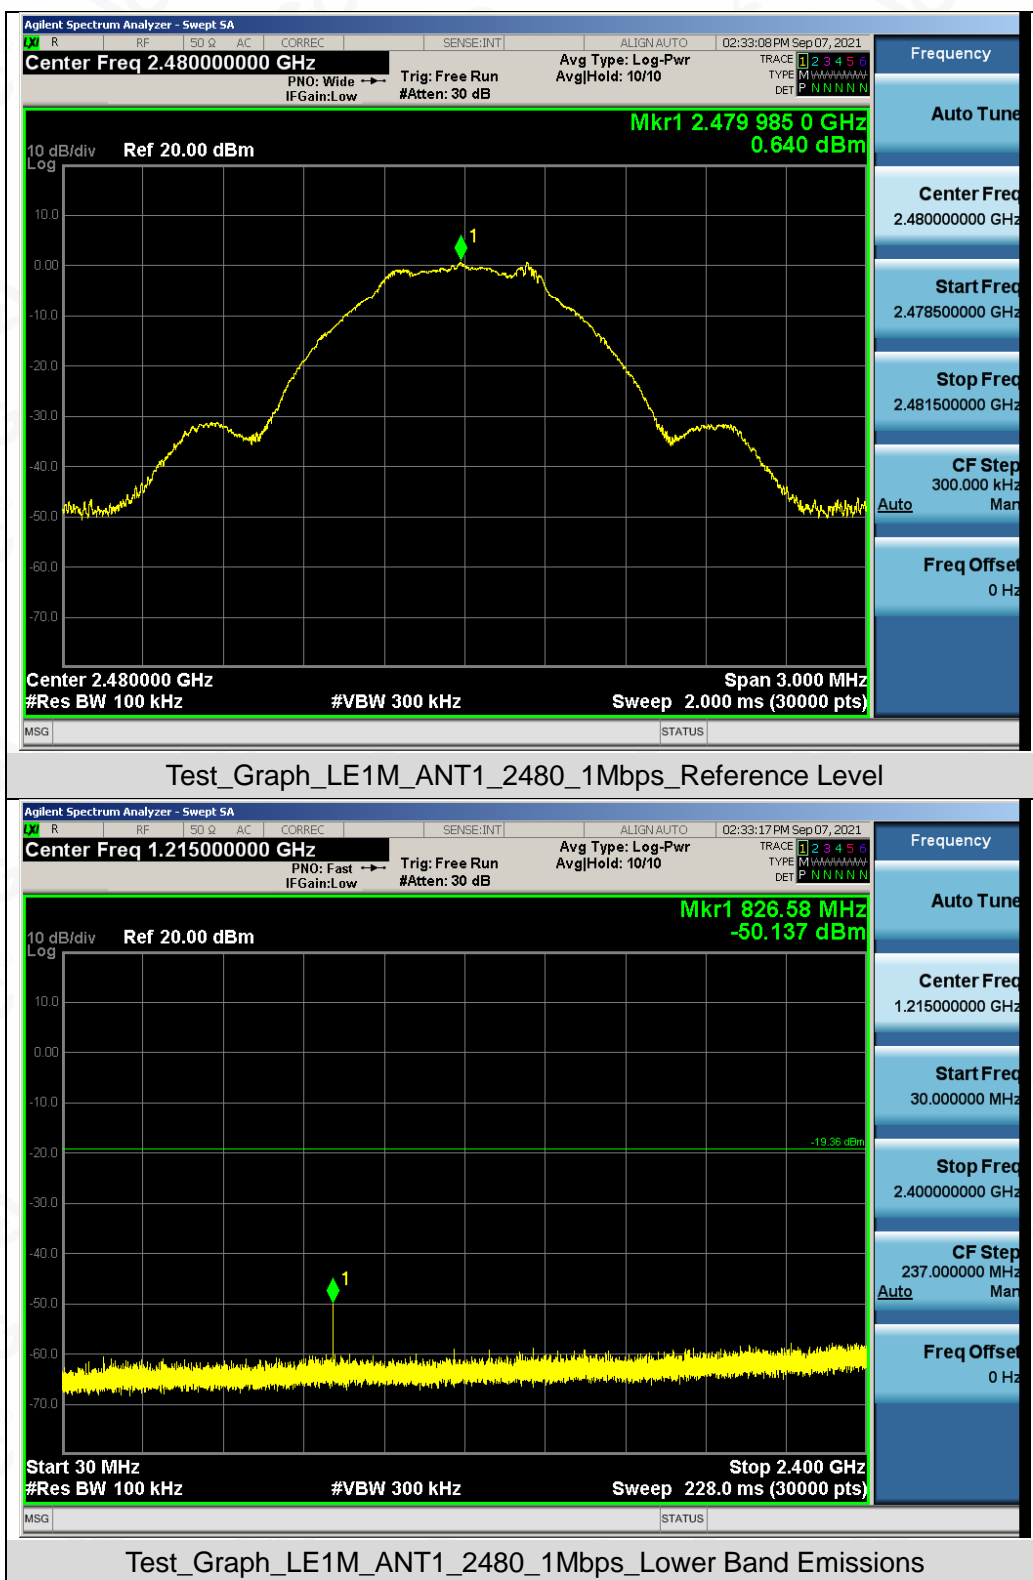 Agilent Spectrum Analyzer - Swept SA
LXI R RF 50 Ω AC CORREC SENSE:INT ALIGN AUTO 02:33:08 PM Sep 07, 2021
Center Freq 2.480000000 GHz
PNO: Wide
IFGain:Low
Trig: Free Run
#Atten: 30 dB
Avg Type: Log-Pwr
Avg|Hold: 10/10
TRACE 1 2 3 4 5 6
TYPE M
DET P N N N N N
Frequency
Mkr1 2.479 985 0 GHz
0.640 dBm
10 dB/div
Log
Ref 20.00 dBm
Auto Tune
Center Freq
2.480000000 GHz
Start Freq
2.478500000 GHz
Stop Freq
2.481500000 GHz
CF Step
300.000 kHz
Auto Man
Freq Offset
0 Hz
10.0
0.00
-10.0
-20.0
-30.0
-40.0
-50.0
-60.0
-70.0
1
Center 2.480000 GHz
Span 3.000 MHz
#Res BW 100 kHz
#VBW 300 kHz
Sweep 2.000 ms (30000 pts)
MSG
STATUS
Test_Graph_LE1M_ANT1_2480_1Mbps_Reference Level
Agilent Spectrum Analyzer - Swept SA
LXI R RF 50 Ω AC CORREC SENSE:INT ALIGN AUTO 02:33:17 PM Sep 07, 2021
Center Freq 1.215000000 GHz
PNO: Fast
IFGain:Low
Trig: Free Run
#Atten: 30 dB
Avg Type: Log-Pwr
Avg|Hold: 10/10
TRACE 1 2 3 4 5 6
TYPE M
DET P N N N N N
Frequency
Mkr1 826.58 MHz
-50.137 dBm
10 dB/div
Log
Ref 20.00 dBm
Auto Tune
Center Freq
1.215000000 GHz
Start Freq
30.000000 MHz
Stop Freq
2.400000000 GHz
CF Step
237.000000 MHz
Auto Man
Freq Offset
0 Hz
10.0
0.00
-10.0
-19.36 dBm
-20.0
-30.0
-40.0
-50.0
-60.0
-70.0
1
Start 30 MHz
Stop 2.400 GHz
#Res BW 100 kHz
#VBW 300 kHz
Sweep 228.0 ms (30000 pts)
MSG
STATUS
Test_Graph_LE1M_ANT1_2480_1Mbps_Lower Band Emissions